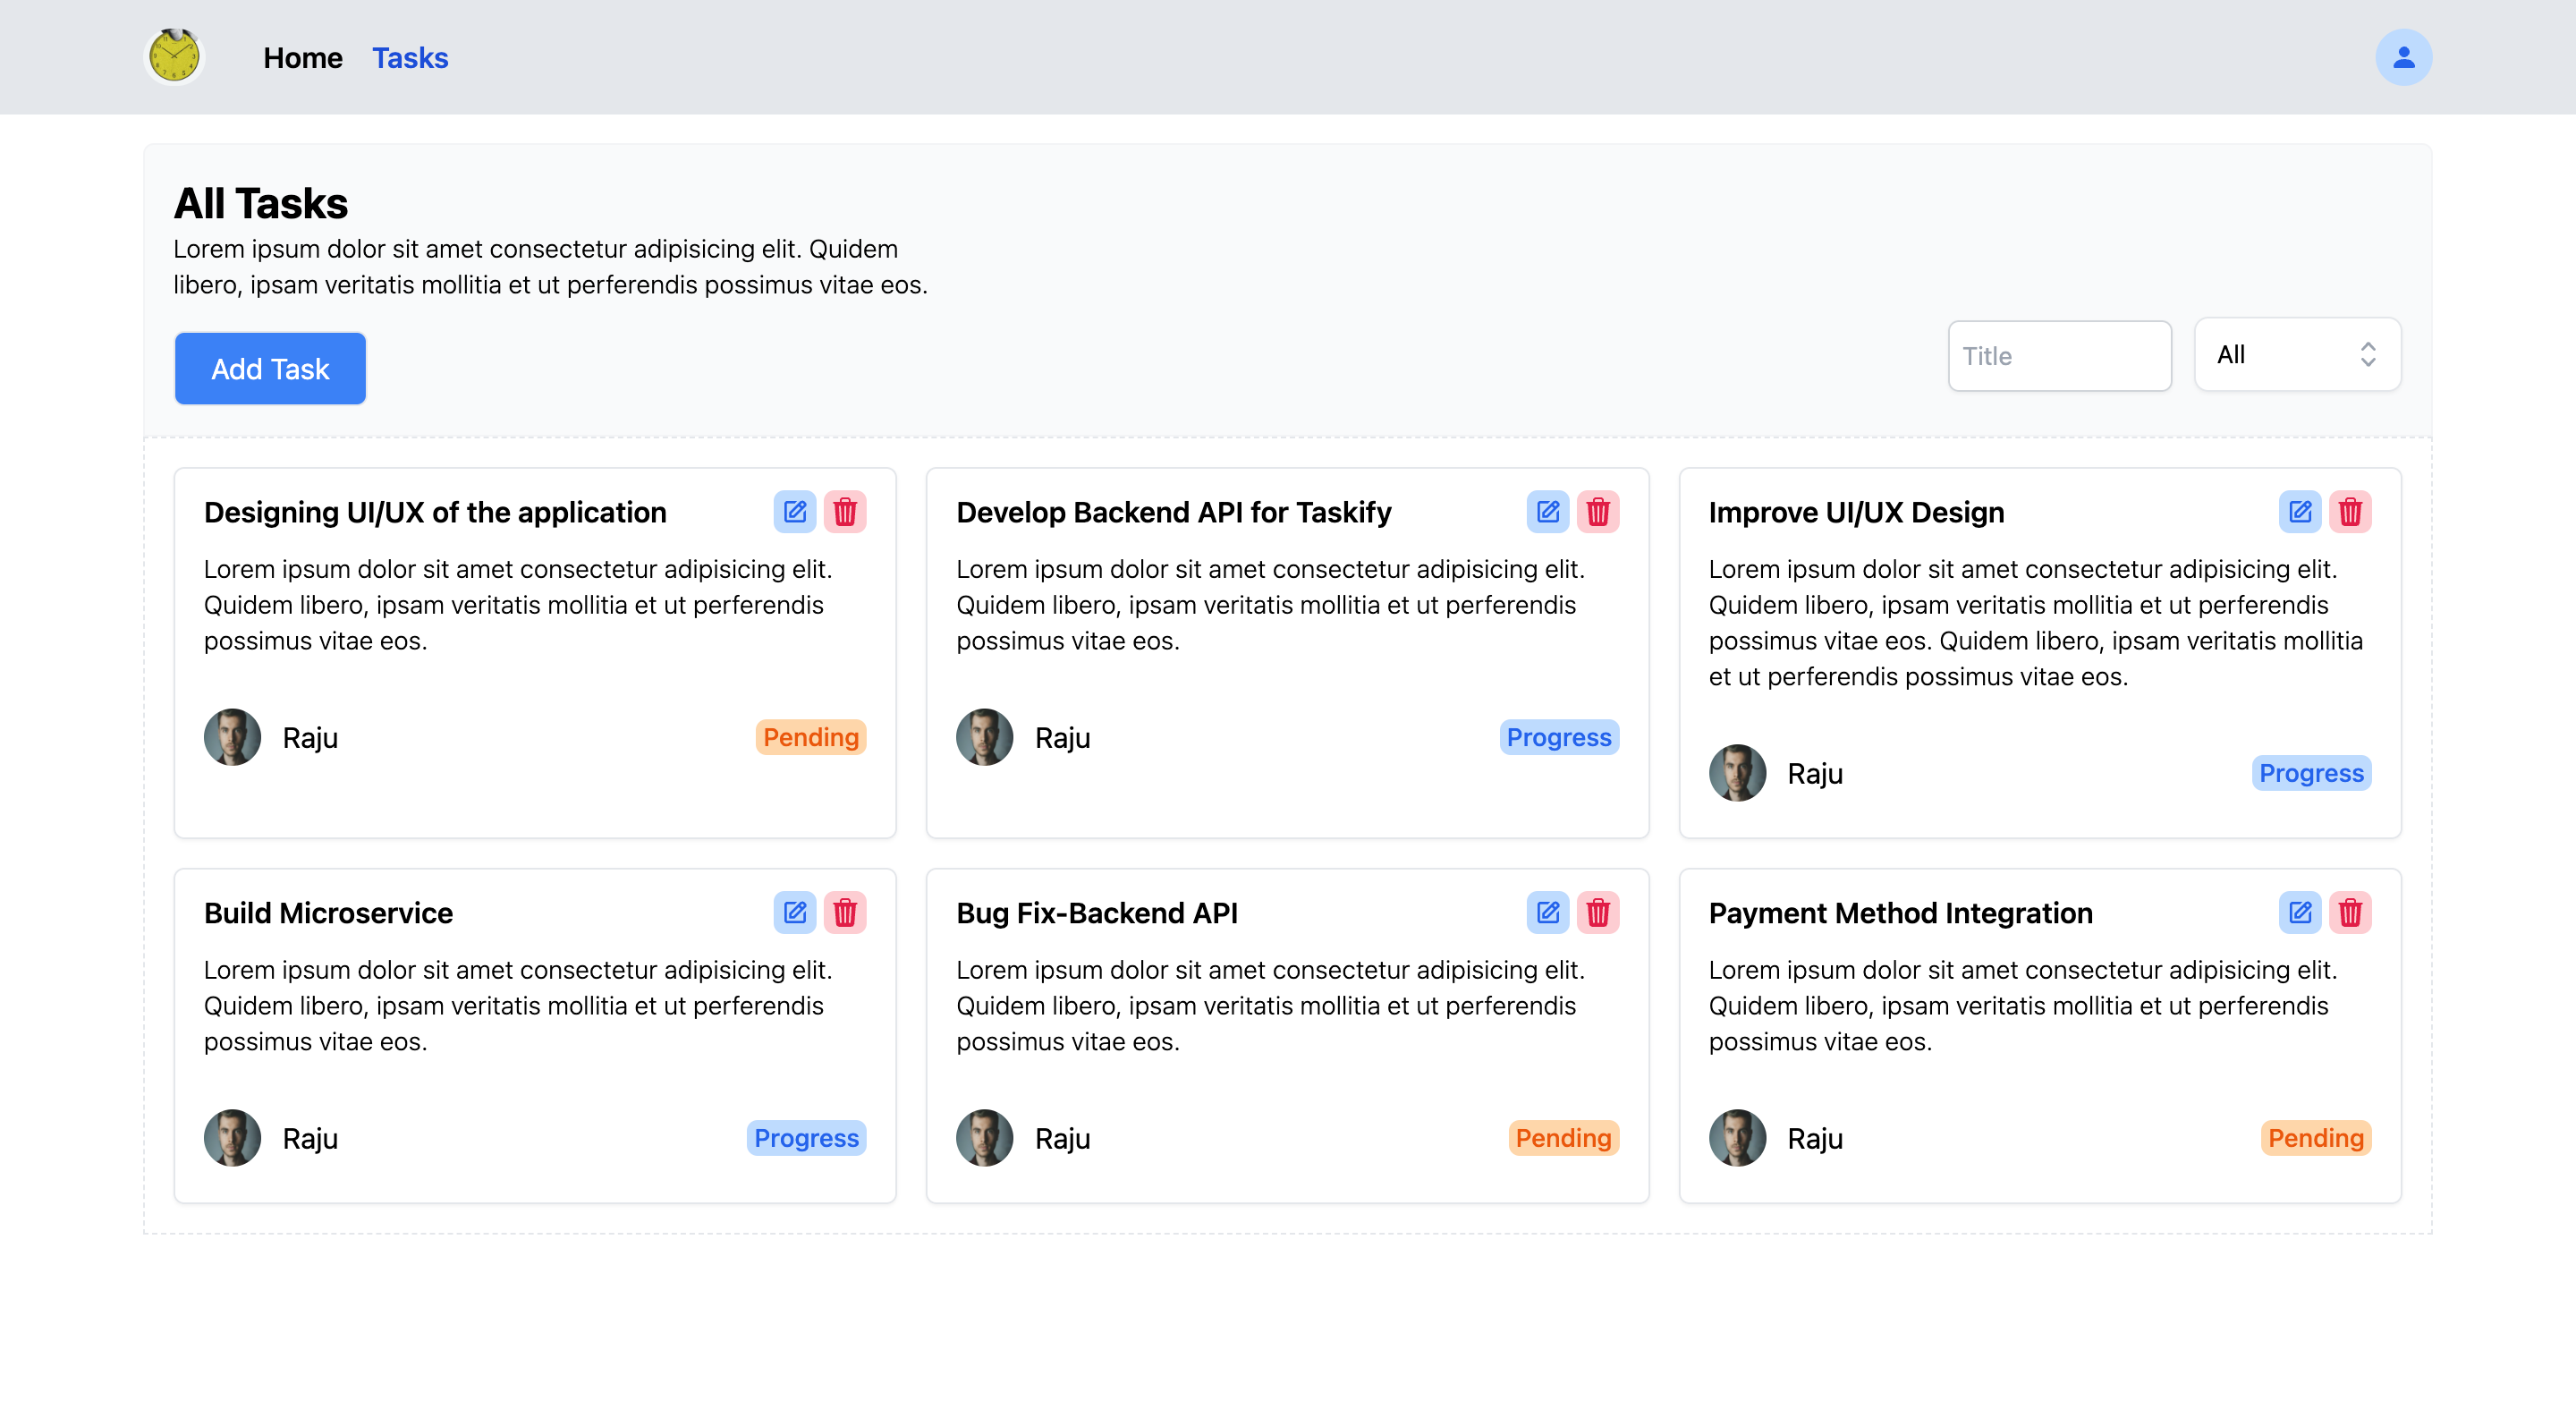 Home
Tasks
All Tasks
Lorem ipsum dolor sit amet consectetur adipisicing elit. Quidem
libero, ipsam veritatis mollitia et ut perferendis possimus vitae eos.
Add Task
Title
All
Designing UI/UX of the application
Lorem ipsum dolor sit amet consectetur adipisicing elit.
Quidem libero, ipsam veritatis mollitia et ut perferendis
possimus vitae eos.
Raju
Pending
Develop Backend API for Taskify
Lorem ipsum dolor sit amet consectetur adipisicing elit.
Quidem libero, ipsam veritatis mollitia et ut perferendis
possimus vitae eos.
Raju
Progress
Improve UI/UX Design
Lorem ipsum dolor sit amet consectetur adipisicing elit.
Quidem libero, ipsam veritatis mollitia et ut perferendis
possimus vitae eos. Quidem libero, ipsam veritatis mollitia
et ut perferendis possimus vitae eos.
Raju
Progress
Build Microservice
Lorem ipsum dolor sit amet consectetur adipisicing elit.
Quidem libero, ipsam veritatis mollitia et ut perferendis
possimus vitae eos.
Raju
Progress
Bug Fix-Backend API
Lorem ipsum dolor sit amet consectetur adipisicing elit.
Quidem libero, ipsam veritatis mollitia et ut perferendis
possimus vitae eos.
Raju
Pending
Payment Method Integration
Lorem ipsum dolor sit amet consectetur adipisicing elit.
Quidem libero, ipsam veritatis mollitia et ut perferendis
possimus vitae eos.
Raju
Pending